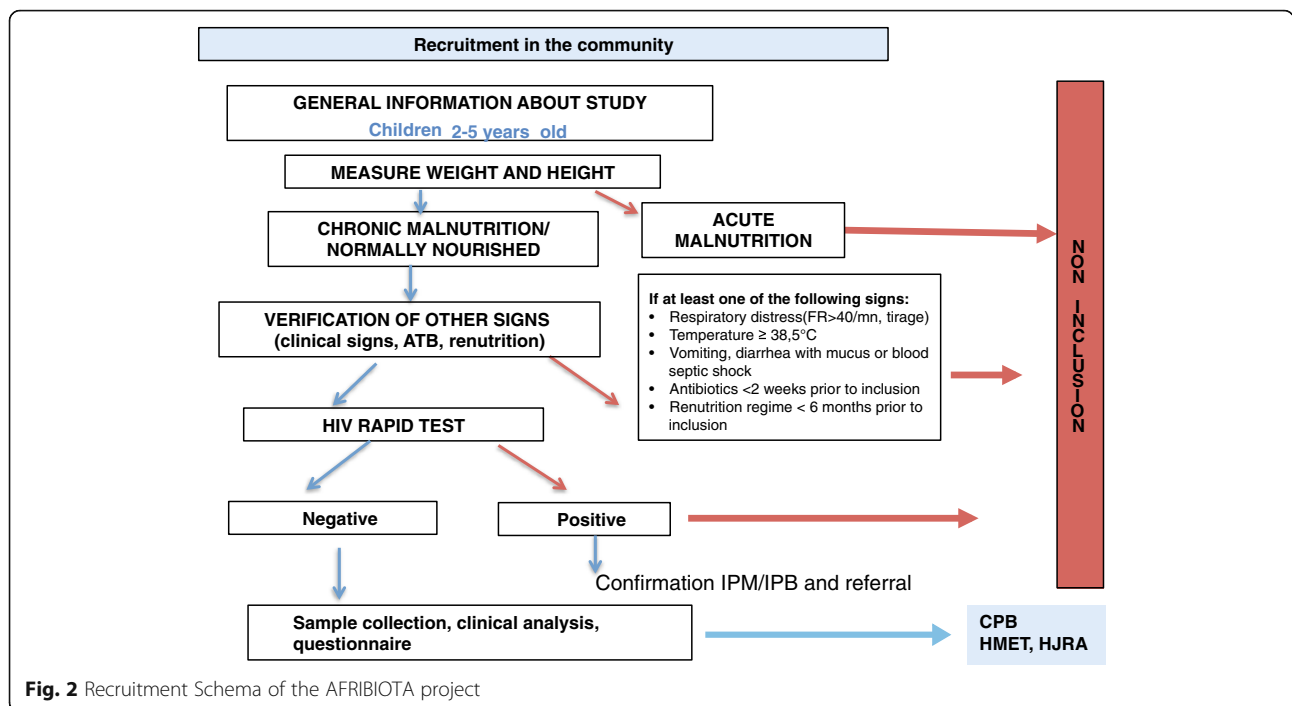 Recruitment in the community
GENERAL INFORMATION ABOUT STUDY
Children 2-5 years old
MEASURE WEIGHT AND HEIGHT
CHRONIC MALNUTRITION/
NORMALLY NOURISHED
ACUTE
MALNUTRITION
VERIFICATION OF OTHER SIGNS
(clinical signs, ATB, renutrition)
If at least one of the following signs:
• Respiratory distress(FR>40/mn, tirage)
• Temperature ≥ 38,5°C
• Vomiting, diarrhea with mucus or blood
septic shock
• Antibiotics <2 weeks prior to inclusion
• Renutrition regime < 6 months prior to
inclusion
NON INCLUSION
HIV RAPID TEST
Negative
Positive
Confirmation IPM/IPB and referral
Sample collection, clinical analysis,
questionnaire
CPB
HMET, HJRA
Fig. 2 Recruitment Schema of the AFRIBIOTA project